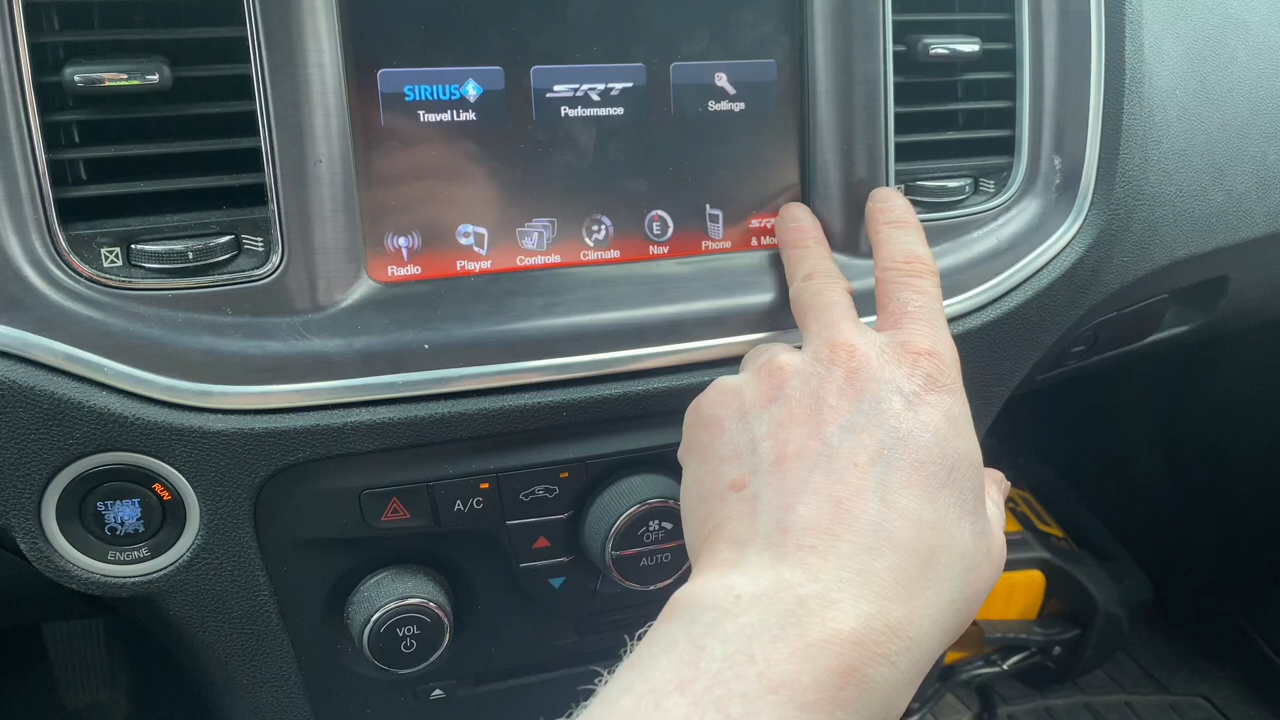 SIRIUS
Travel Link
SRT
Performance
Settings
Radio
Player
Controls
Climate
E
Nav
Phone
SRT
&
START
STOP
RUN
ENGINE
A/C
OFF
AUTO
VOL